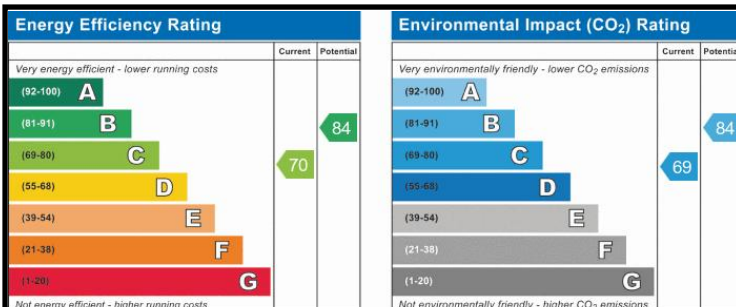 Energy Efficiency Rating
Current Potential
Very energy efficient - lower running costs
(92-100) A
(81-91) B
84
(69-80) C
70
(55-68) D
(39-54) E
(21-38) F
(1-20) G
Not energy efficient - higher running costs
Environmental Impact (CO₂) Rating
Current Potential
Very environmentally friendly - lower CO₂ emissions
(92-100) A
(81-91) B
84
(69-80) C
69
(55-68) D
(39-54) E
(21-38) F
(1-20) G
Not environmentally friendly - higher CO₂ emissions